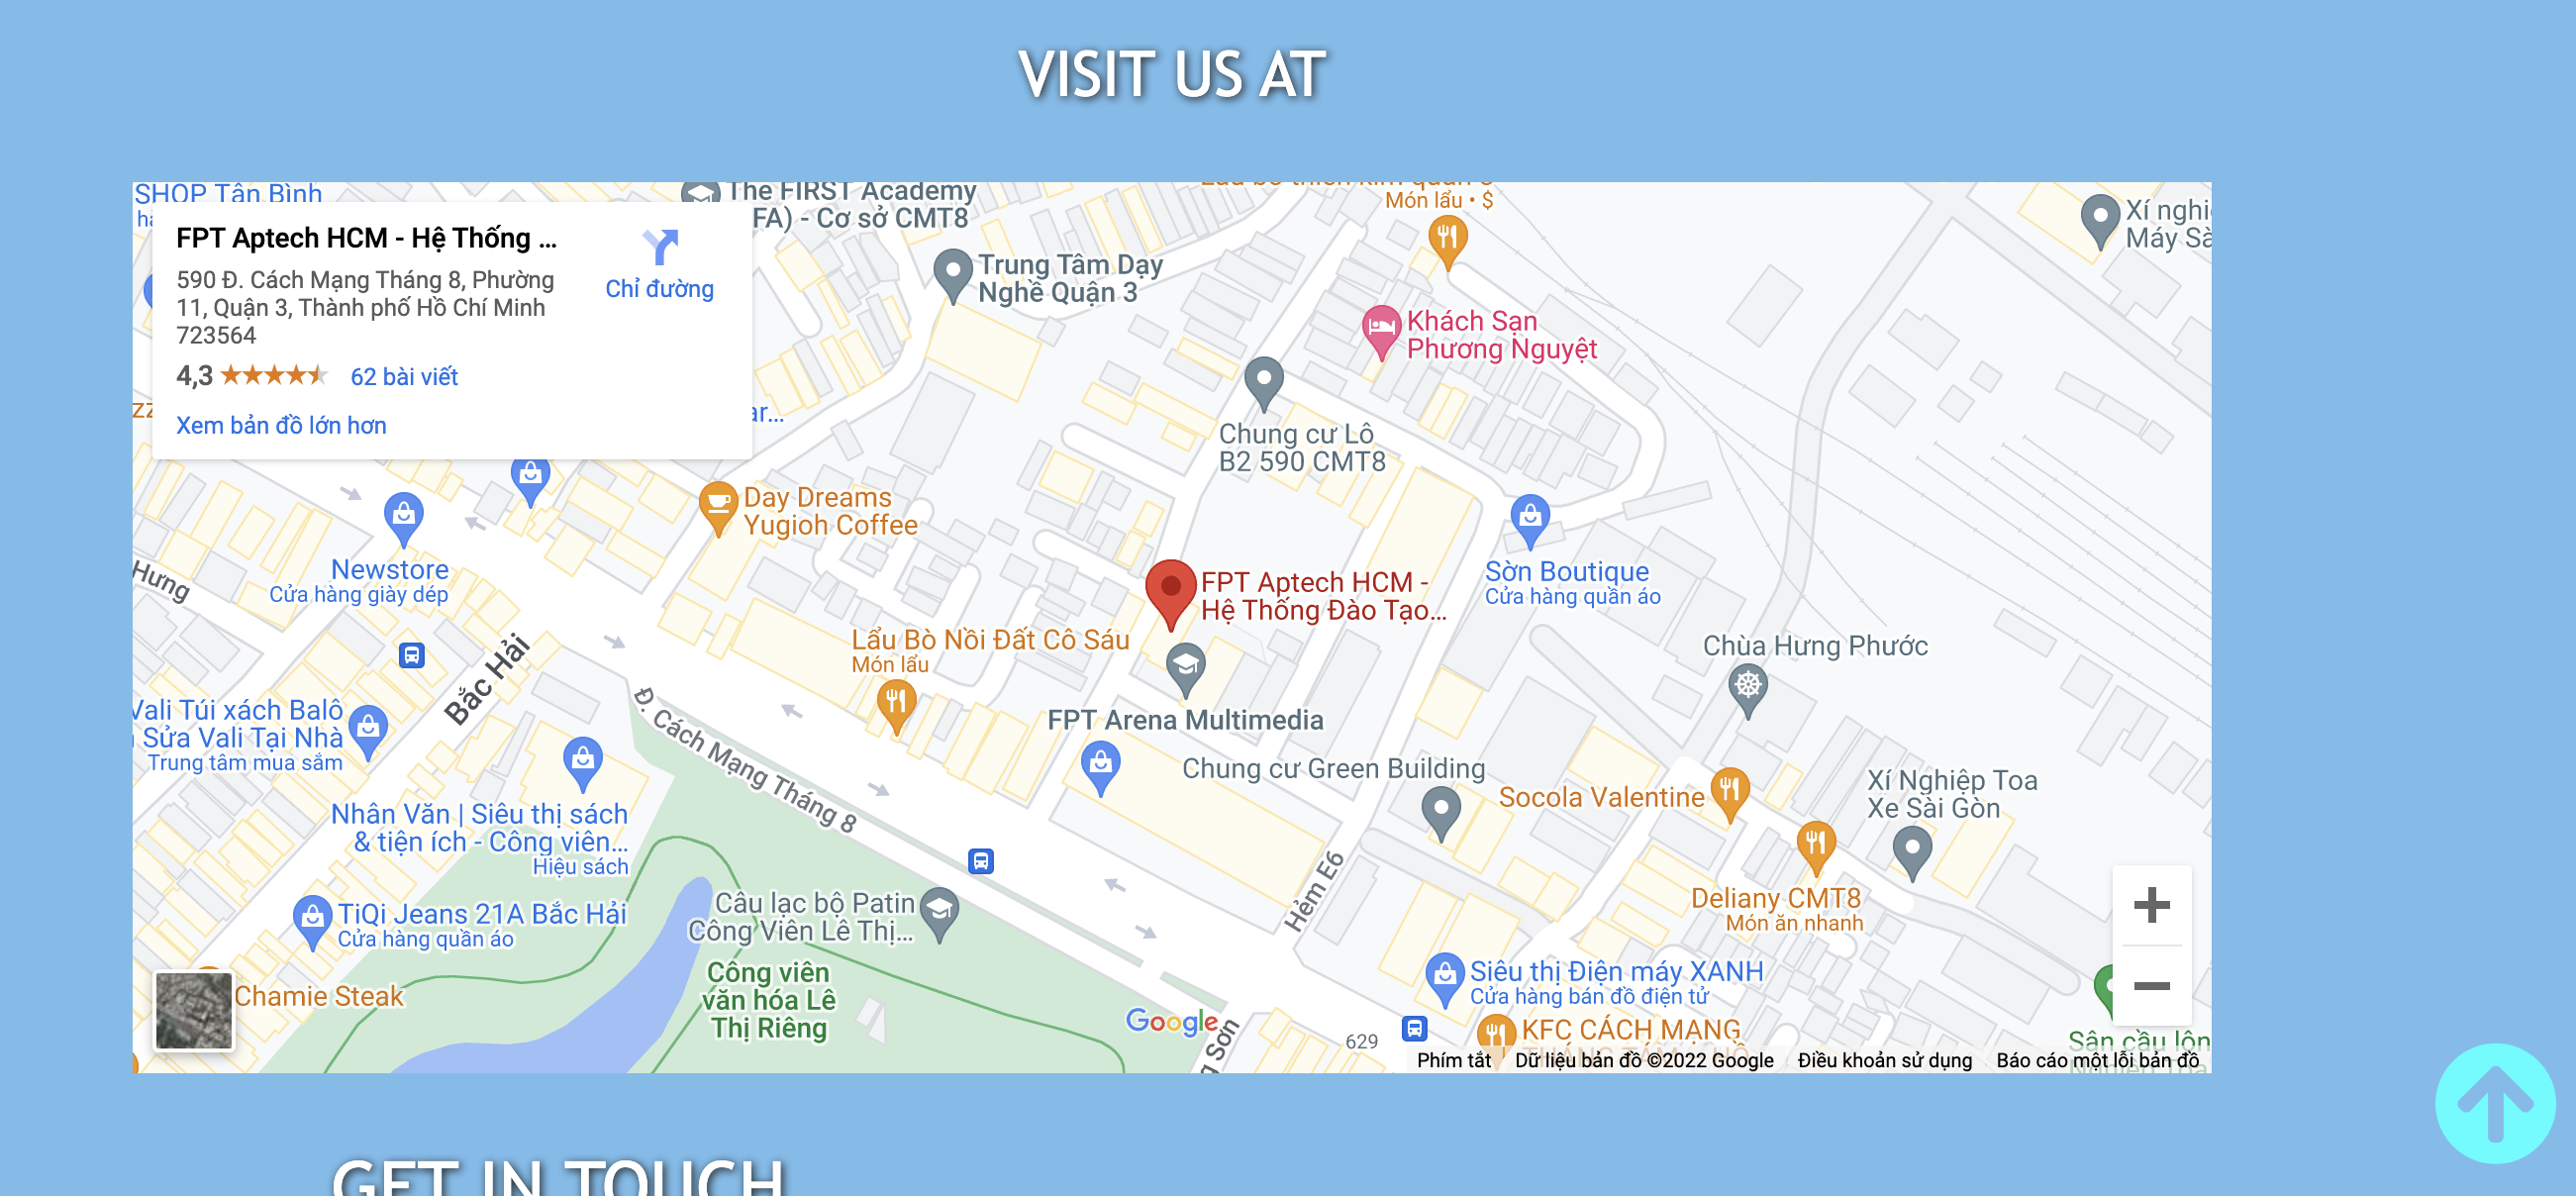 VISIT US AT
SHOP Tân Bình
FPT Aptech HCM - Hệ Thống ...
590 Đ. Cách Mạng Tháng 8, Phường
11, Quận 3, Thành phố Hồ Chí Minh
723564
4,3
62 bài viết
Xem bản đồ lớn hơn
Chỉ đường
The FIRST Academy
FA) - Cơ sở CMT8
Trung Tâm Dạy
Nghề Quận 3
Món lẩu • $
Khách Sạn
Phương Nguyệt
Xí nghi
Máy Sà
ar...
Chung cư Lô
B2 590 CMT8
Day Dreams
Yugioh Coffee
Newstore
Cửa hàng giày dép
Hưng
Bắc Hải
FPT Aptech HCM -
Hệ Thống Đào Tạo...
Sờn Boutique
Cửa hàng quần áo
Lẩu Bò Nồi Đất Cô Sáu
Món lẩu
Chùa Hưng Phước
FPT Arena Multimedia
Vali Túi xách Balô
Sửa Vali Tại Nhà
Trung tâm mua sắm
Đ. Cách Mạng Tháng 8
Chung cư Green Building
Socola Valentine
Xí Nghiệp Toa
Xe Sài Gòn
Nhân Văn | Siêu thị sách
& tiện ích - Công viên...
Hiệu sách
Hẻm E6
Deliany CMT8
Món ăn nhanh
TiQi Jeans 21A Bắc Hải
Cửa hàng quần áo
Câu lạc bộ Patin
Công Viên Lê Thị...
Công viên
văn hóa Lê
Thị Riêng
Chamie Steak
Siêu thị Điện máy XANH
Cửa hàng bán đồ điện tử
Google
Sơn
629
KFC CÁCH MẠNG
Sân cầu lôn
Phím tắt
Dữ liệu bản đồ ©2022 Google
Điều khoản sử dụng
Báo cáo một lỗi bản đồ
GET IN TOUCH